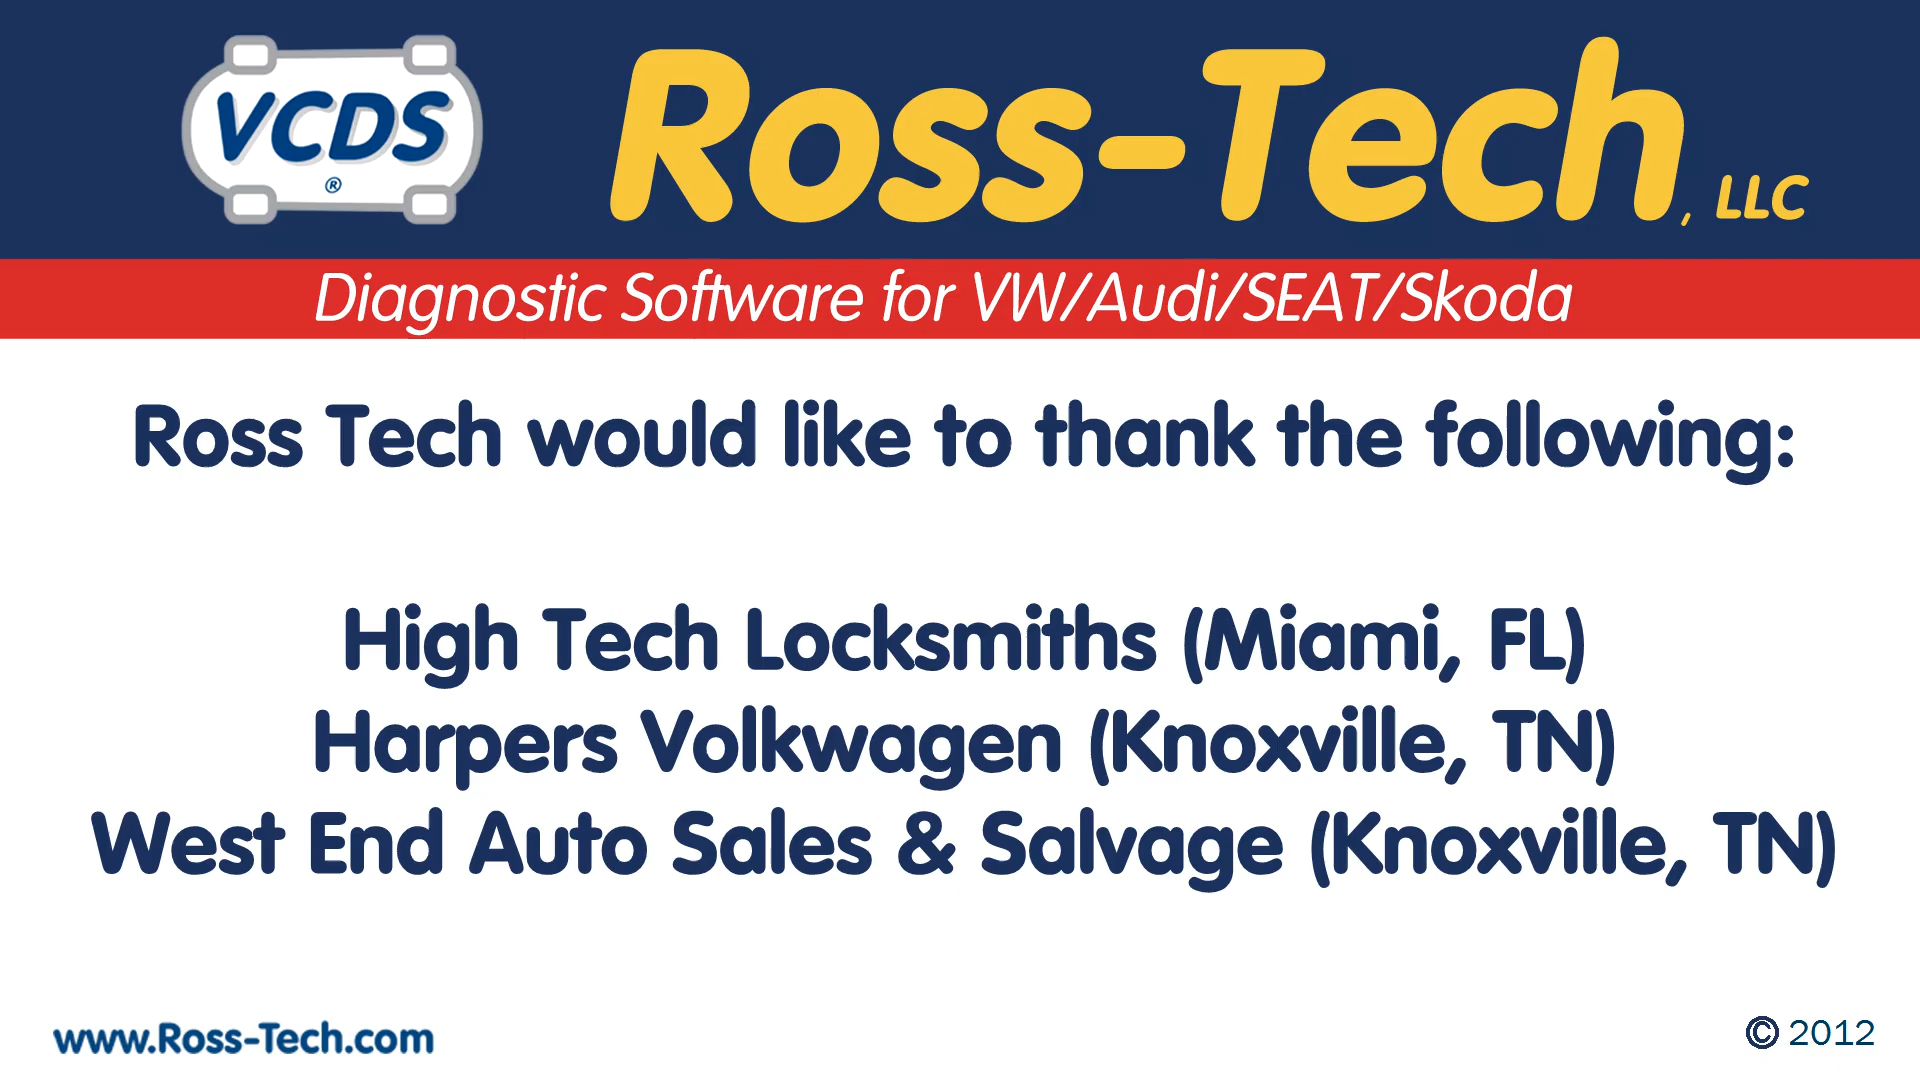 VCDS
®
Ross-Tech, LLC
Diagnostic Software for VW/Audi/SEAT/Skoda
Ross Tech would like to thank the following:
High Tech Locksmiths (Miami, FL)
Harpers Volkwagen (Knoxville, TN)
West End Auto Sales & Salvage (Knoxville, TN)
www.Ross-Tech.com
© 2012